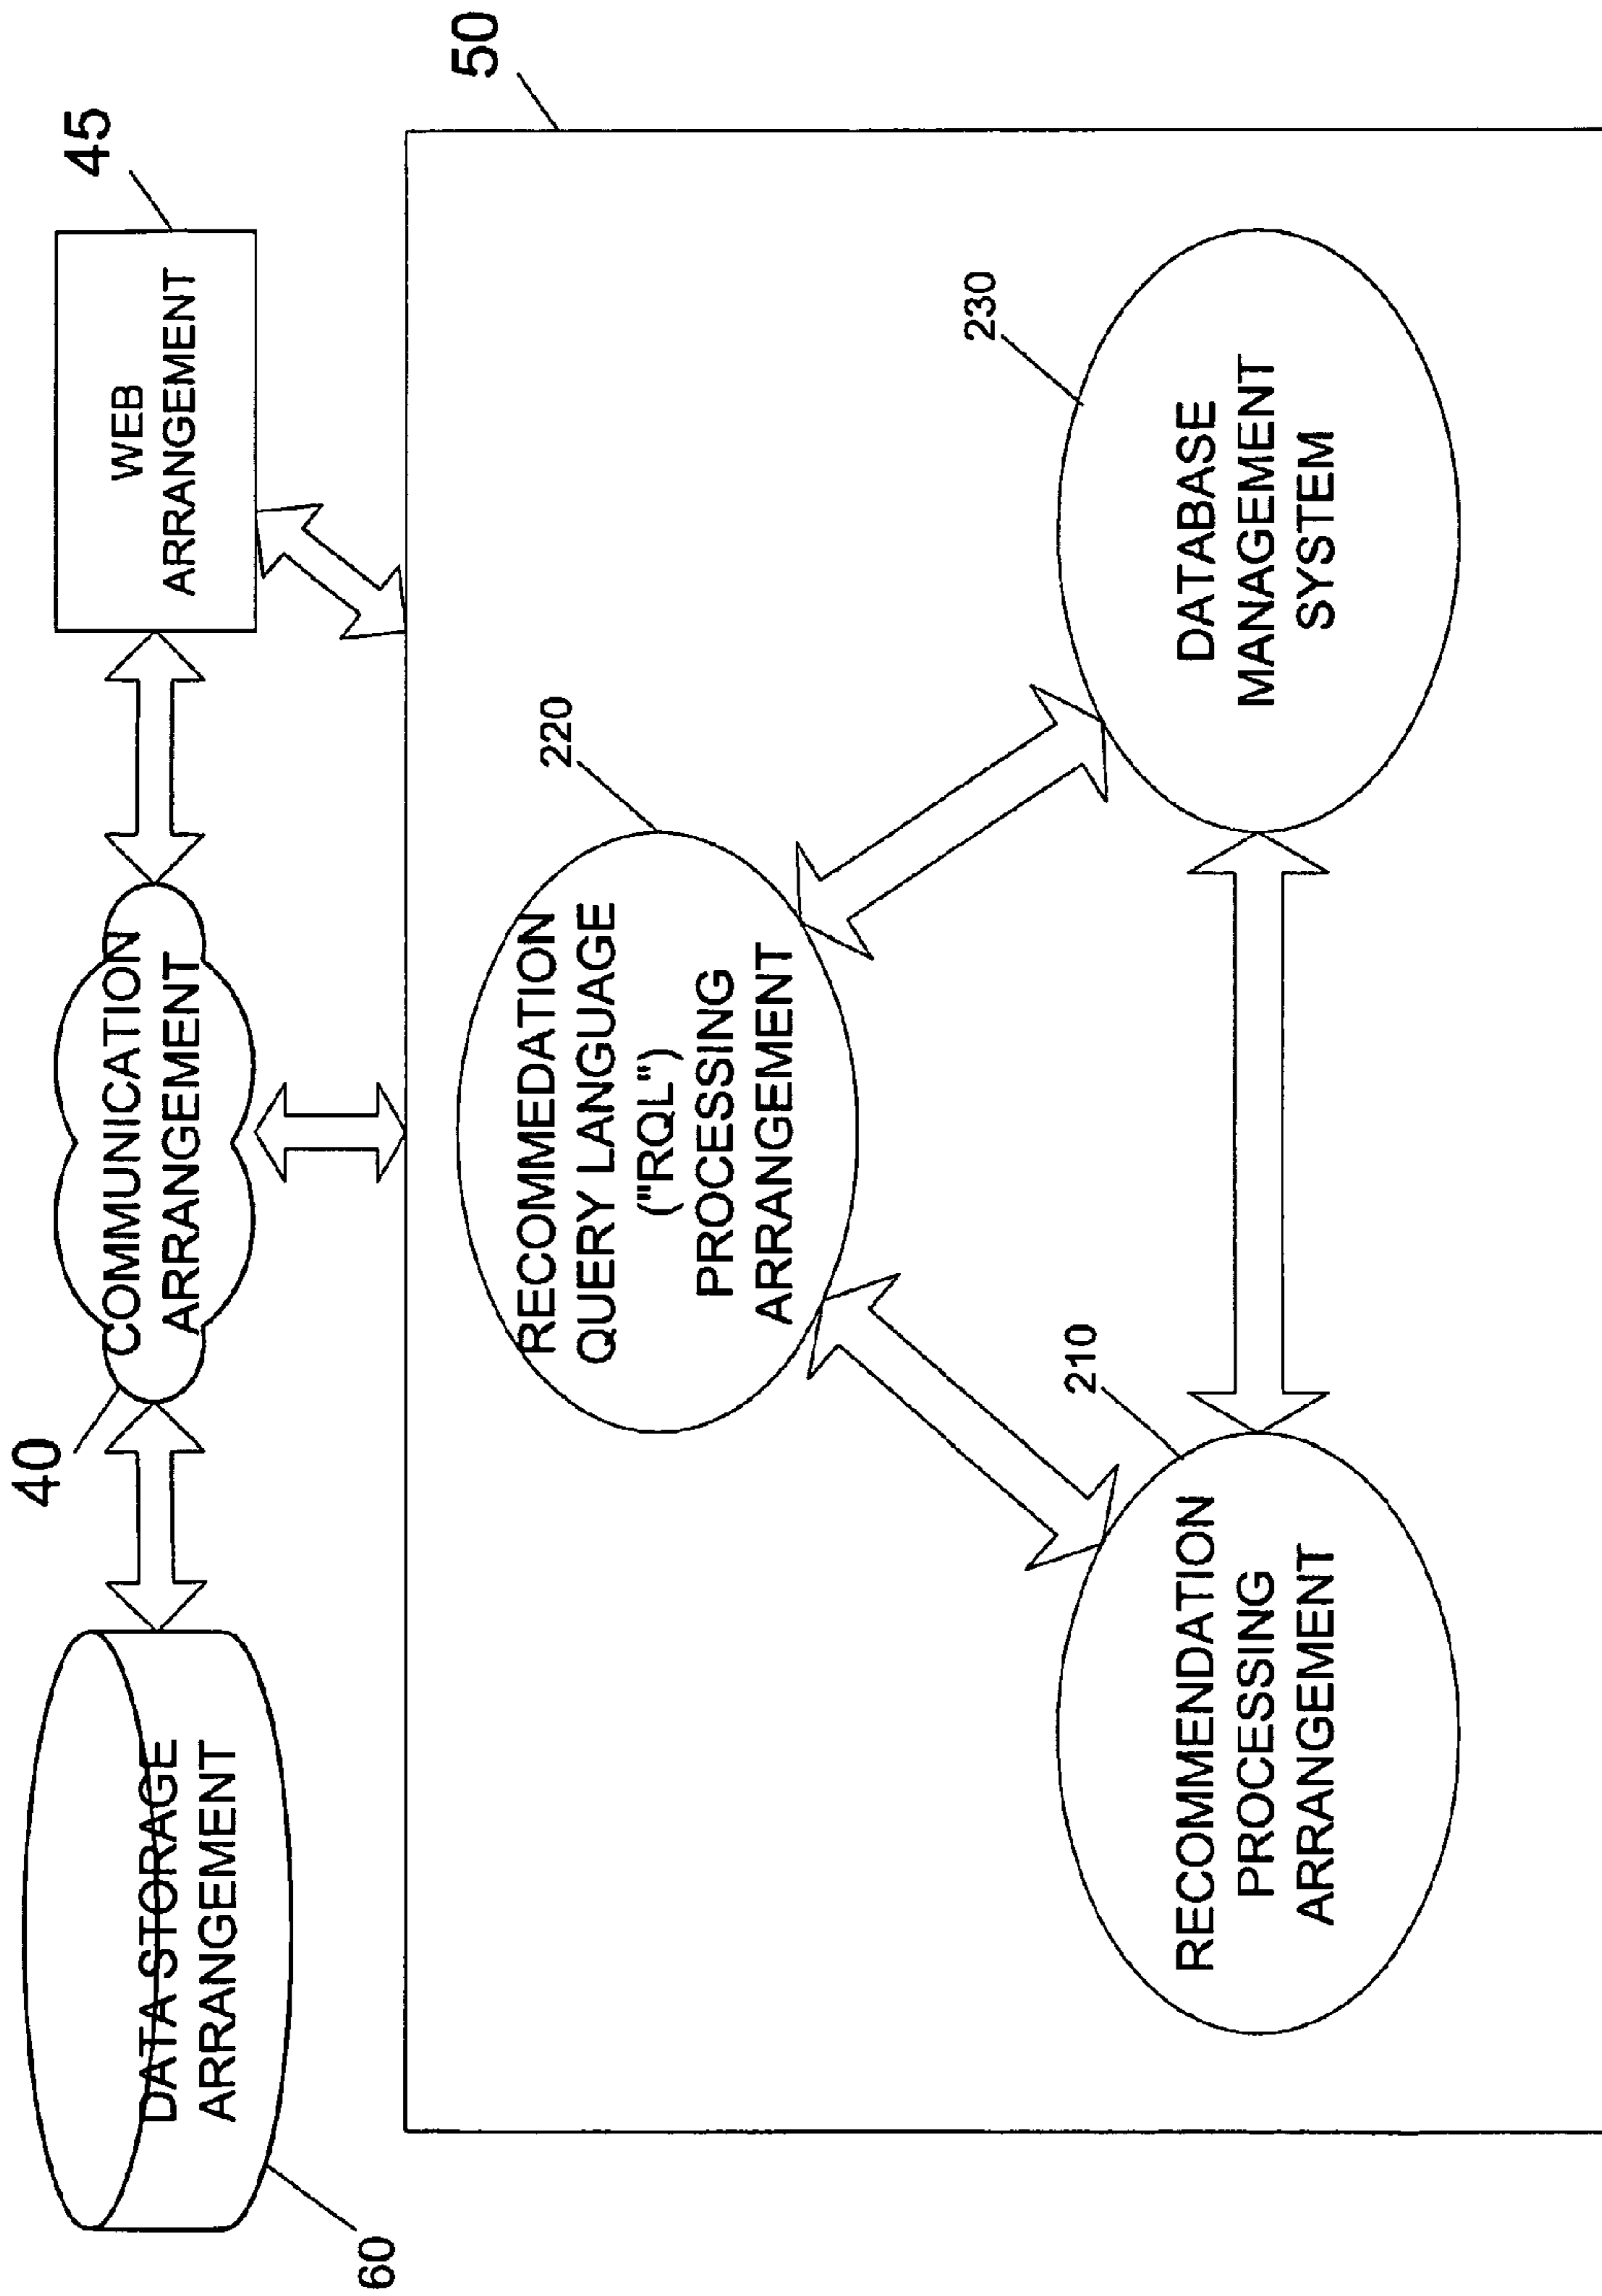 60
DATA STORAGE
ARRANGEMENT
40
COMMUNICATION
ARRANGEMENT
WEB
ARRANGEMENT
45
50
RECOMMEDATION
QUERY LANGUAGE
("RQL")
PROCESSING
ARRANGEMENT
220
210
RECOMMENDATION
PROCESSING
ARRANGEMENT
230
DATABASE
MANAGEMENT
SYSTEM